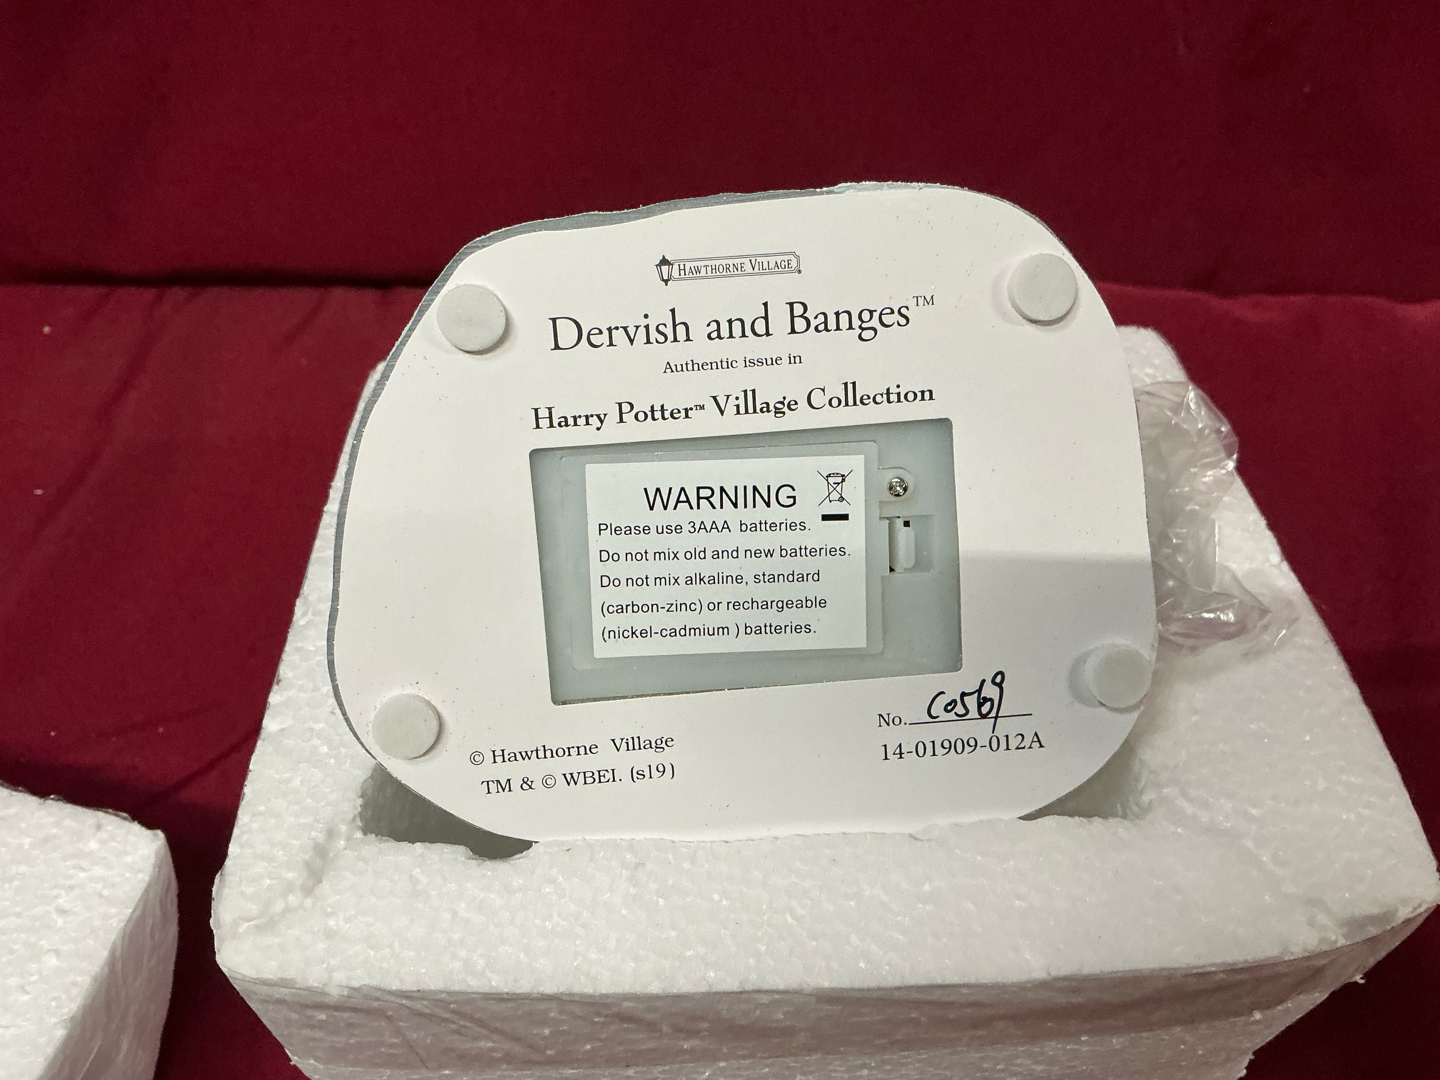 HAWTHORNE VILLAGE
Dervish and Banges™
Authentic issue in
Harry Potter™ Village Collection
WARNING
Please use 3AAA batteries.
Do not mix old and new batteries.
Do not mix alkaline, standard
(carbon-zinc) or rechargeable
(nickel-cadmium ) batteries.
No. C0569
14-01909-012A
© Hawthorne Village
TM & © WBEI. (s19)